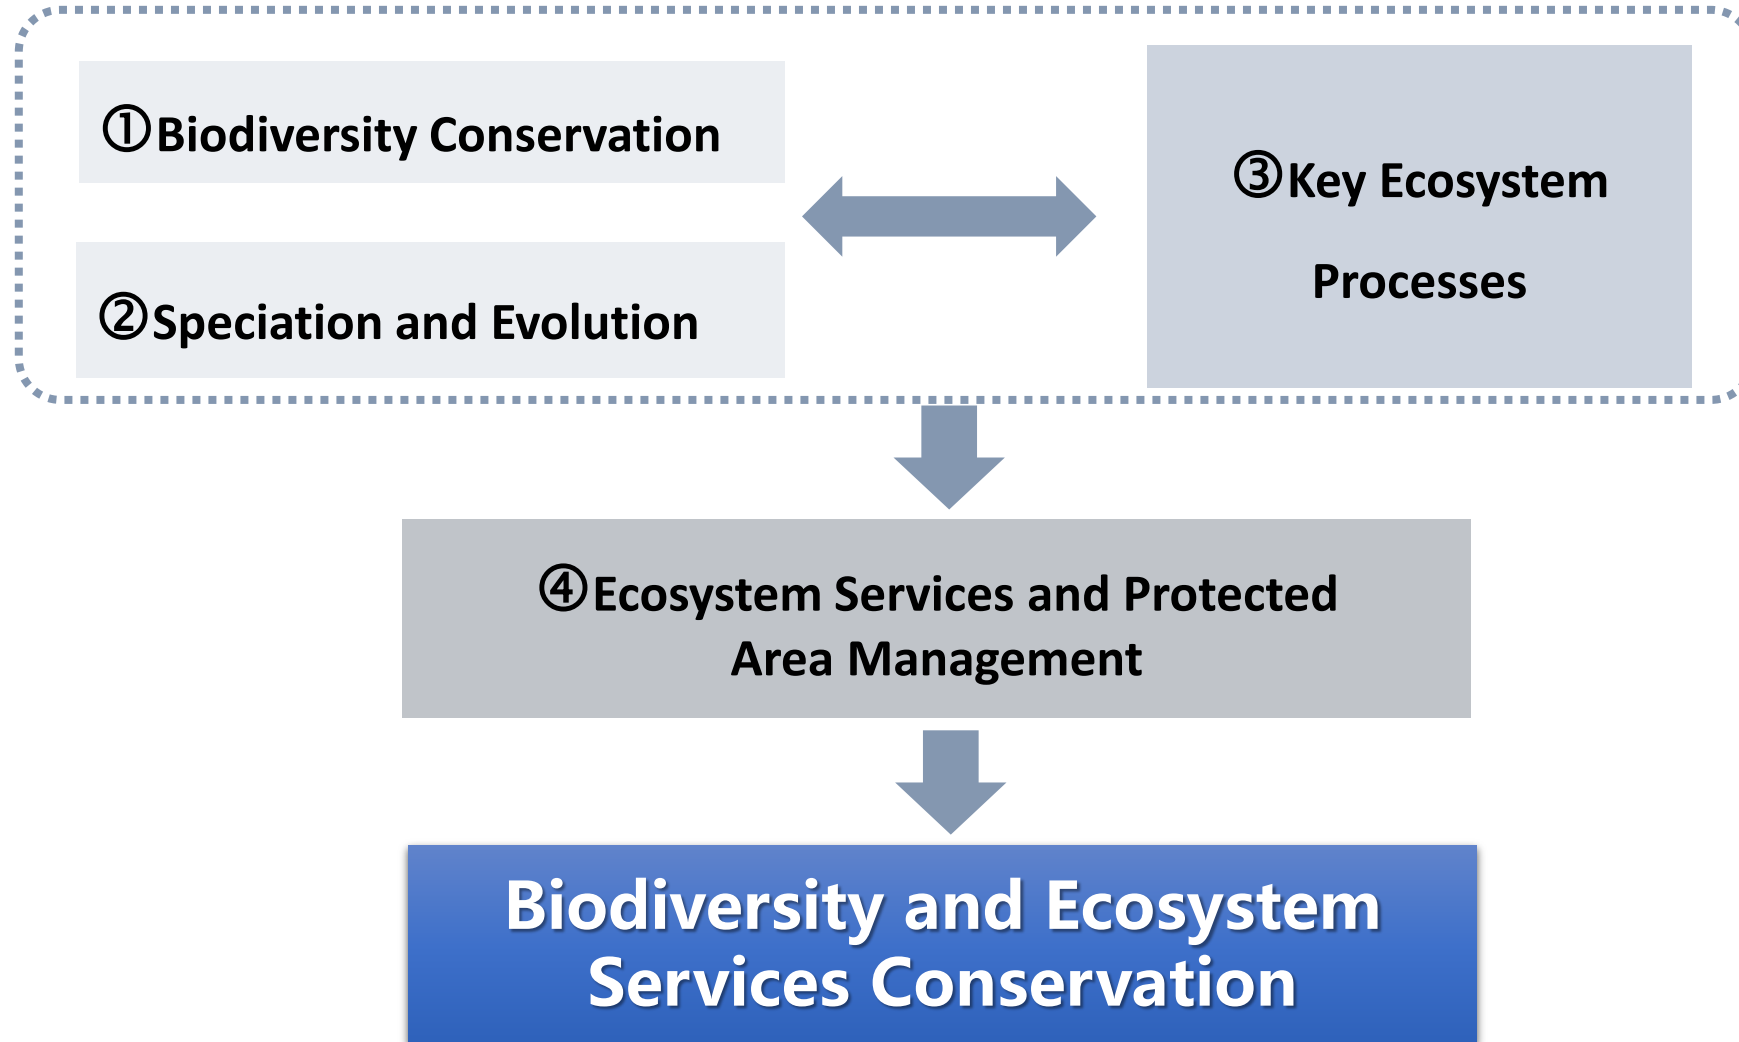 ①Biodiversity Conservation
②Speciation and Evolution
③Key Ecosystem
Processes
④Ecosystem Services and Protected
Area Management
Biodiversity and Ecosystem
Services Conservation